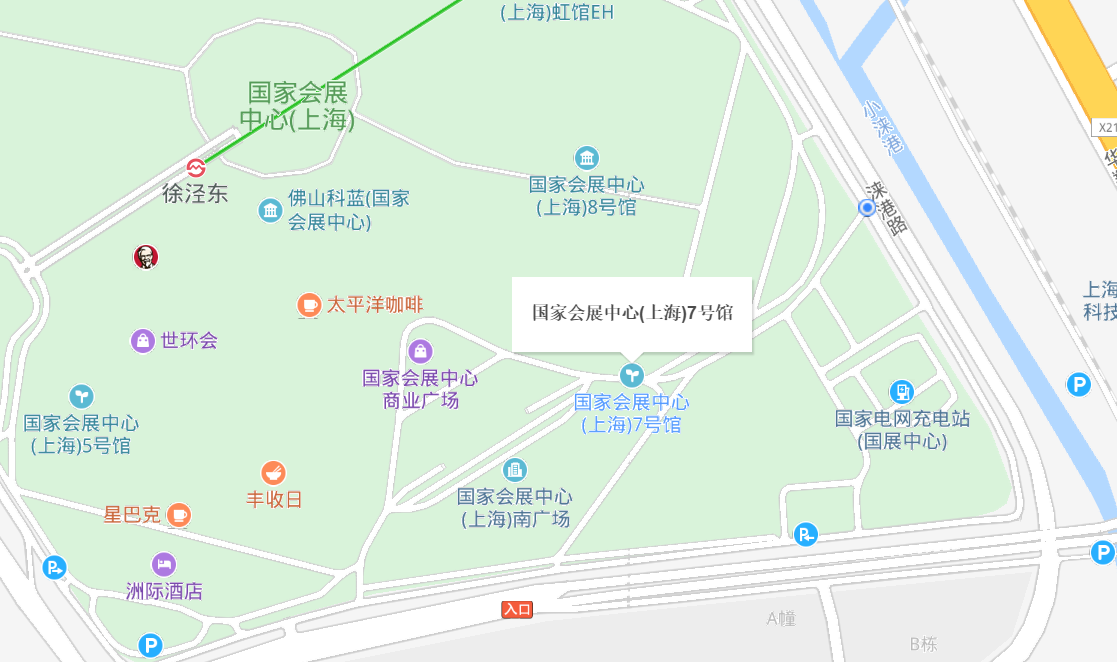 (上海)虹馆EH
国家会展
中心(上海)
小涞港
X21
徐泾东
佛山科蓝(国家
会展中心)
国家会展中心
(上海)8号馆
涞港路
太平洋咖啡
国家会展中心(上海)7号馆
上海
科技
世环会
国家会展中心
商业广场
国家会展中心
(上海)7号馆
P
国家会展中心
(上海)5号馆
国家电网充电站
(国展中心)
丰收日
国家会展中心
(上海)南广场
星巴克
P
P
P
洲际酒店
入口
A幢
P
B栋